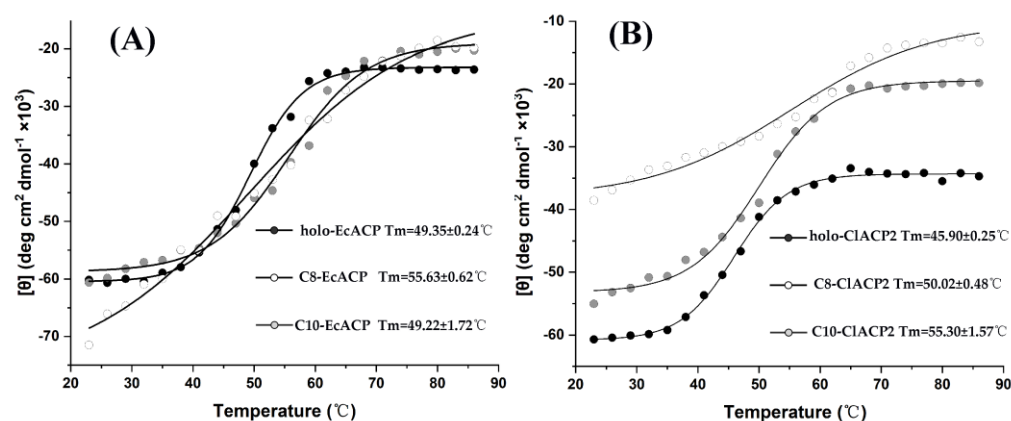 (A)
[θ] (deg cm2 dmol-1 ×10³)
-20
-30
-40
-50
-60
-70
holo-EcACP Tm=49.35±0.24℃
C8-EcACP Tm=55.63±0.62℃
C10-EcACP Tm=49.22±1.72℃
20 30 40 50 60 70 80 90
Temperature (℃)
(B)
[θ] (deg cm² dmol⁻¹ ×10³)
-10
-20
-30
-40
-50
-60
holo-ClACP2 Tm=45.90±0.25℃
C8-ClACP2 Tm=50.02±0.48℃
C10-ClACP2 Tm=55.30±1.57℃
20 30 40 50 60 70 80 90
Temperature (℃)